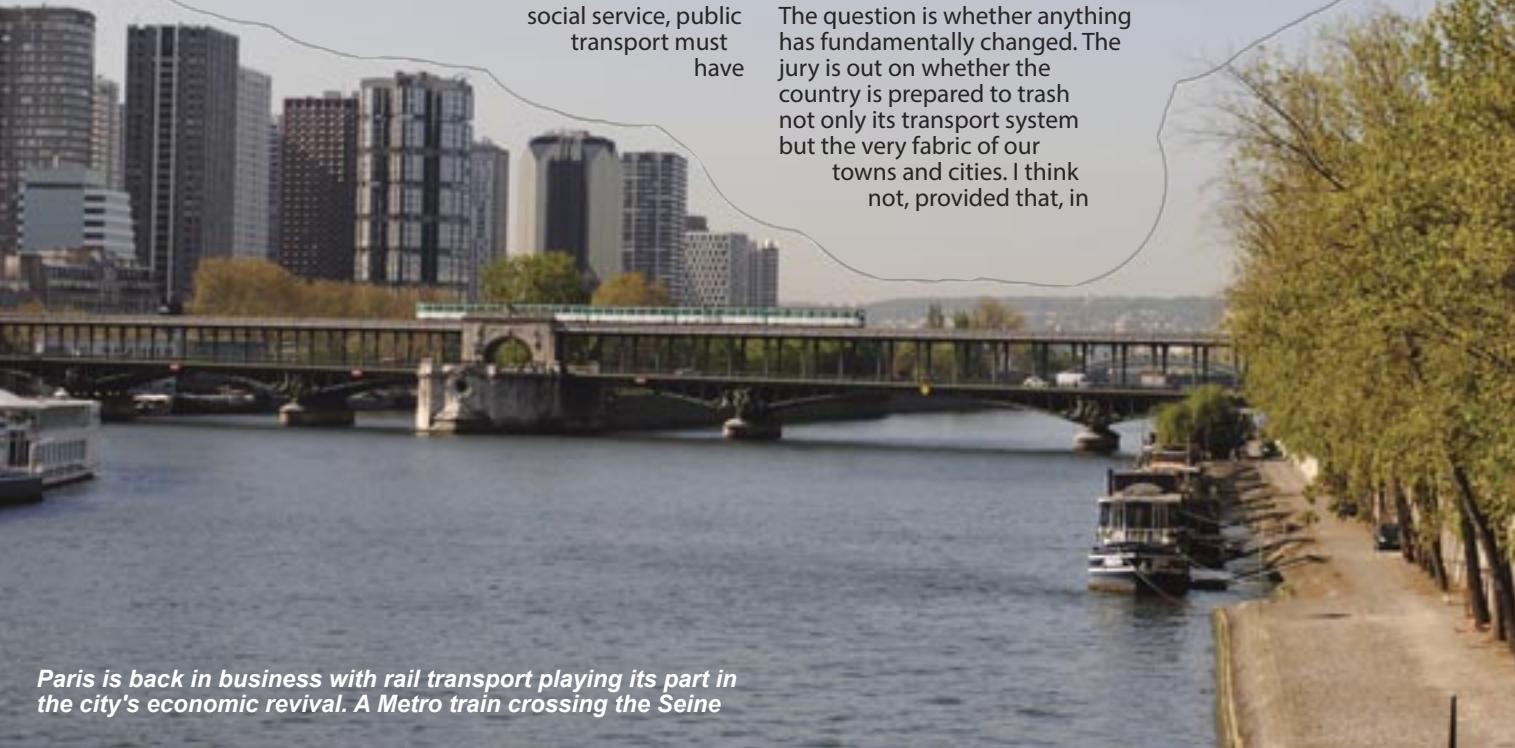 social service, public
transport must
have
The question is whether anything
has fundamentally changed. The
jury is out on whether the
country is prepared to trash
not only its transport system
but the very fabric of our
towns and cities. I think
not, provided that, in
Paris is back in business with rail transport playing its part in
the city's economic revival. A Metro train crossing the Seine